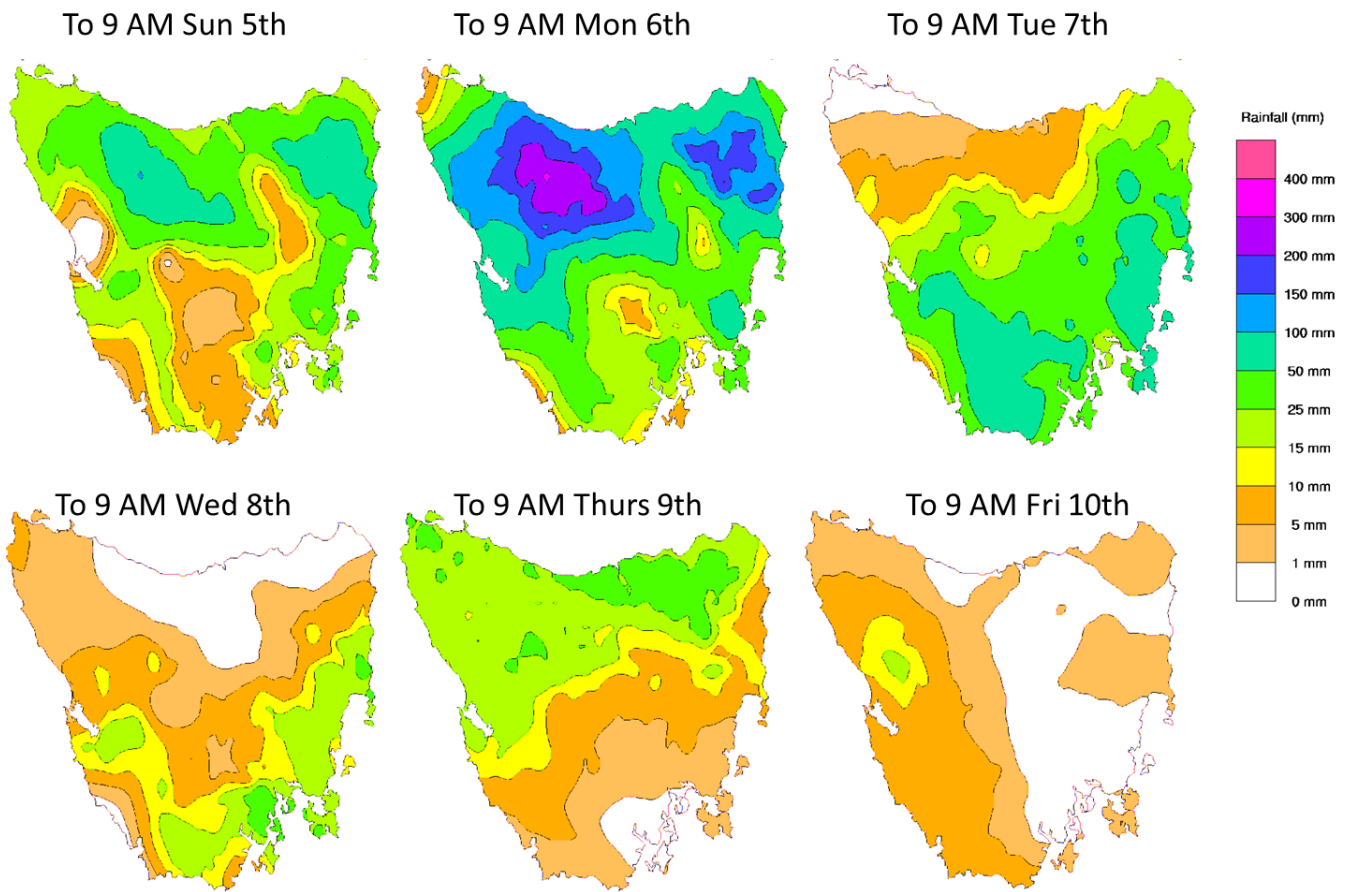 To 9 AM Sun 5th
To 9 AM Mon 6th
To 9 AM Tue 7th
Rainfall (mm)
400 mm
300 mm
200 mm
150 mm
100 mm
50 mm
25 mm
15 mm
10 mm
5 mm
1 mm
0 mm
To 9 AM Wed 8th
To 9 AM Thurs 9th
To 9 AM Fri 10th